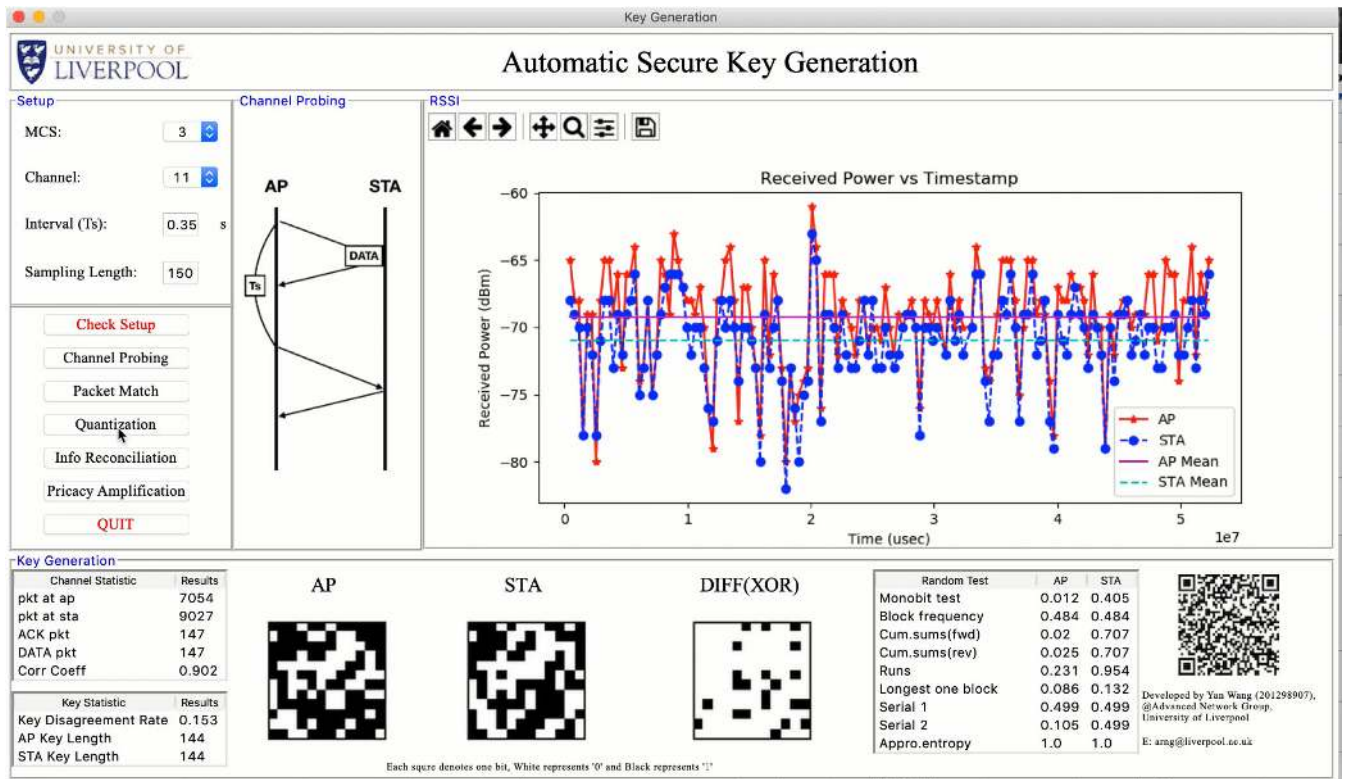 Key Generation
UNIVERSITY OF
LIVERPOOL
Automatic Secure Key Generation
Setup
MCS: 3
Channel: 11
Interval (Ts): 0.35 s
Sampling Length: 150
Check Setup
Channel Probing
Packet Match
Quantization
Info Reconciliation
Pricacy Amplification
QUIT
Channel Probing
AP STA
DATA
Ts
RSSI
Received Power vs Timestamp
Received Power (dBm)
−60
−65
−70
−75
−80
0 1 2 3 4 5
Time (usec)
1e7
AP
STA
AP Mean
STA Mean
Key Generation
Channel Statistic Results
pkt at ap 7054
pkt at sta 9027
ACK pkt 147
DATA pkt 147
Corr Coeff 0.902
Key Statistic Results
Key Disagreement Rate 0.153
AP Key Length 144
STA Key Length 144
AP STA DIFF(XOR)
Each squre denotes one bit, White represents '0' and Black represents '1'
Random Test AP STA
Monobit test 0.012 0.405
Block frequency 0.484 0.484
Cum.sums(fwd) 0.02 0.707
Cum.sums(rev) 0.025 0.707
Runs 0.231 0.954
Longest one block 0.086 0.132
Serial 1 0.499 0.499
Serial 2 0.105 0.499
Appro.entropy 1.0 1.0
Developed by Yan Wang (201298907),
@Advanced Network Group,
University of Liverpool
E: arng@liverpool.ac.uk